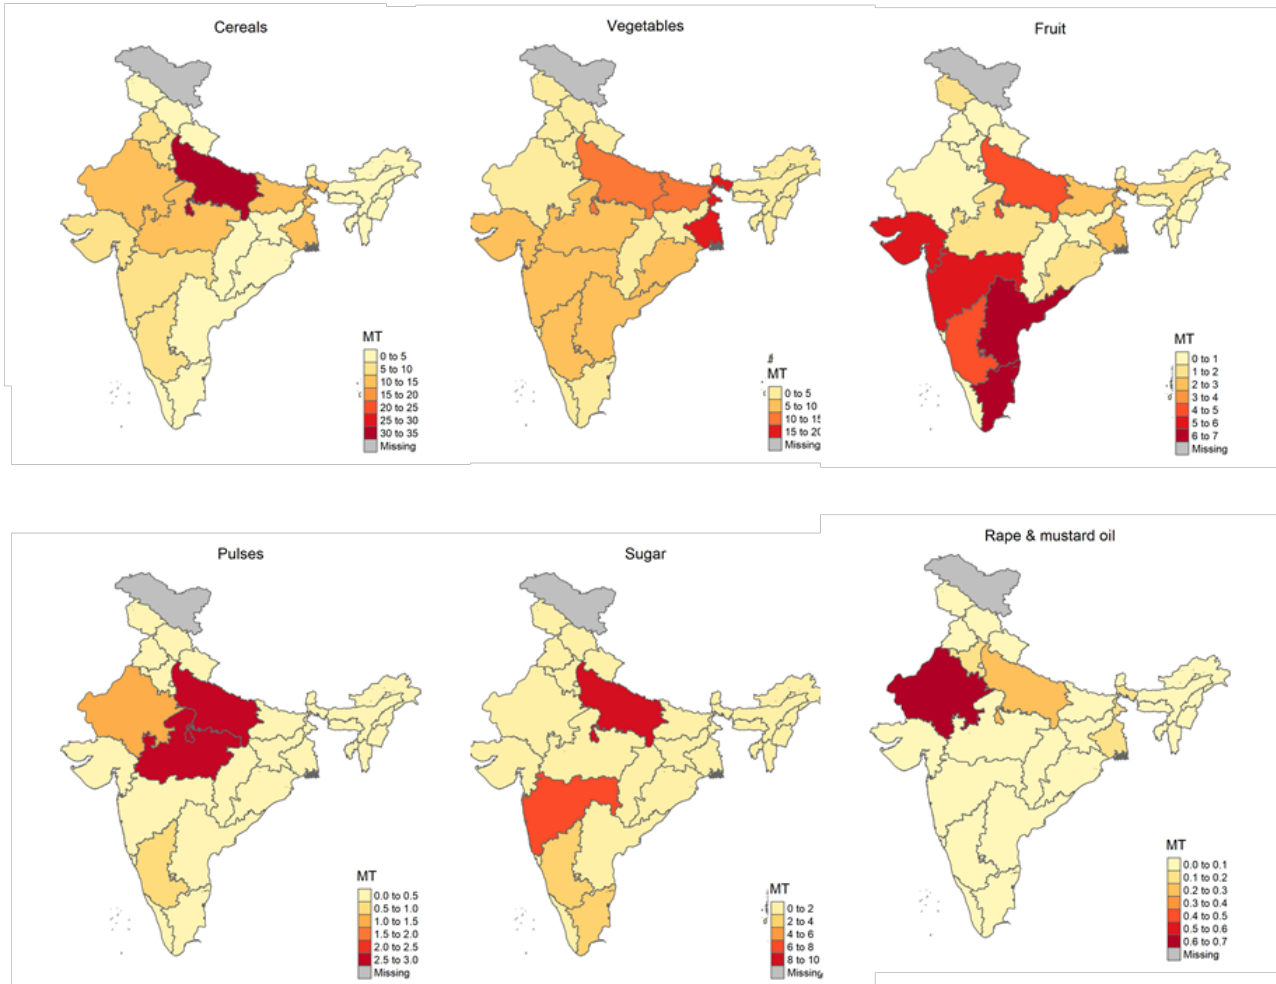 Cereals
MT
0 to 5
5 to 10
10 to 15
15 to 20
20 to 25
25 to 30
30 to 35
Missing
Vegetables
MT
0 to 5
5 to 10
10 to 15
15 to 20
Missing
Fruit
MT
0 to 1
1 to 2
2 to 3
3 to 4
4 to 5
5 to 6
6 to 7
Missing
Pulses
MT
0.0 to 0.5
0.5 to 1.0
1.0 to 1.5
1.5 to 2.0
2.0 to 2.5
2.5 to 3.0
Missing
Sugar
MT
0 to 2
2 to 4
4 to 6
6 to 8
8 to 10
Missing
Rape & mustard oil
MT
0.0 to 0.1
0.1 to 0.2
0.2 to 0.3
0.3 to 0.4
0.4 to 0.5
0.5 to 0.6
0.6 to 0.7
Missing